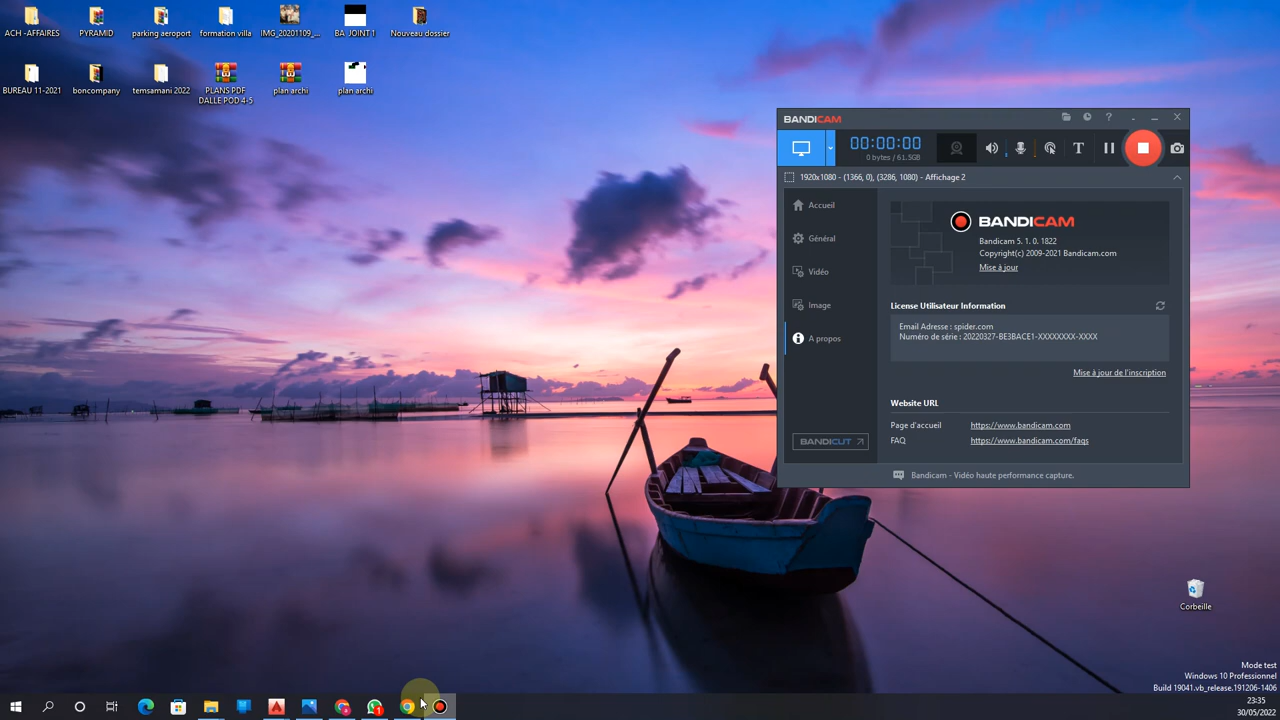 ACH -AFFAIRES
PYRAMID
parking aeroport
formation villa
IMG_20201109_...
BA JOINT 1
Nouveau dossier
BUREAU 11-2021
boncompany
temsamani 2022
PLANS PDF
DALLE POD 4-5
plan archi
plan archi
BANDICAM
00:00:00
0 bytes / 61.5GB
1920x1080 - (1366, 0), (3286, 1080) - Affichage 2
Accueil
Général
Vidéo
Image
A propos
BANDICUT
BANDICAM
Bandicam 5. 1. 0. 1822
Copyright(c) 2009-2021 Bandicam.com
Mise à jour
License Utilisateur Information
Email Adresse : spider.com
Numéro de série : 20220327-BE3BACE1-XXXXXXXX-XXXX
Mise à jour de l'inscription
Website URL
Page d'accueil https://www.bandicam.com
FAQ https://www.bandicam.com/faqs
Bandicam - Vidéo haute performance capture.
Corbeille
Mode test
Windows 10 Professionnel
Build 19041.vb_release.191206-1406
23:35
30/05/2022